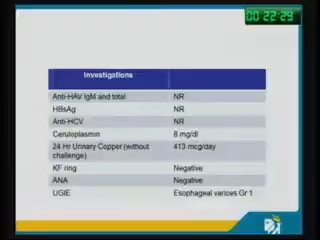 00:22:29
Investigations
Anti-HAV IgM and total NR
HBsAg NR
Anti-HCV NR
Ceruloplasmin 8 mg/dl
24 Hr Urinary Copper (without 413 mcg/day
challenge)
KF ring Negative
ANA Negative
UGIE Esophageal varices Gr 1